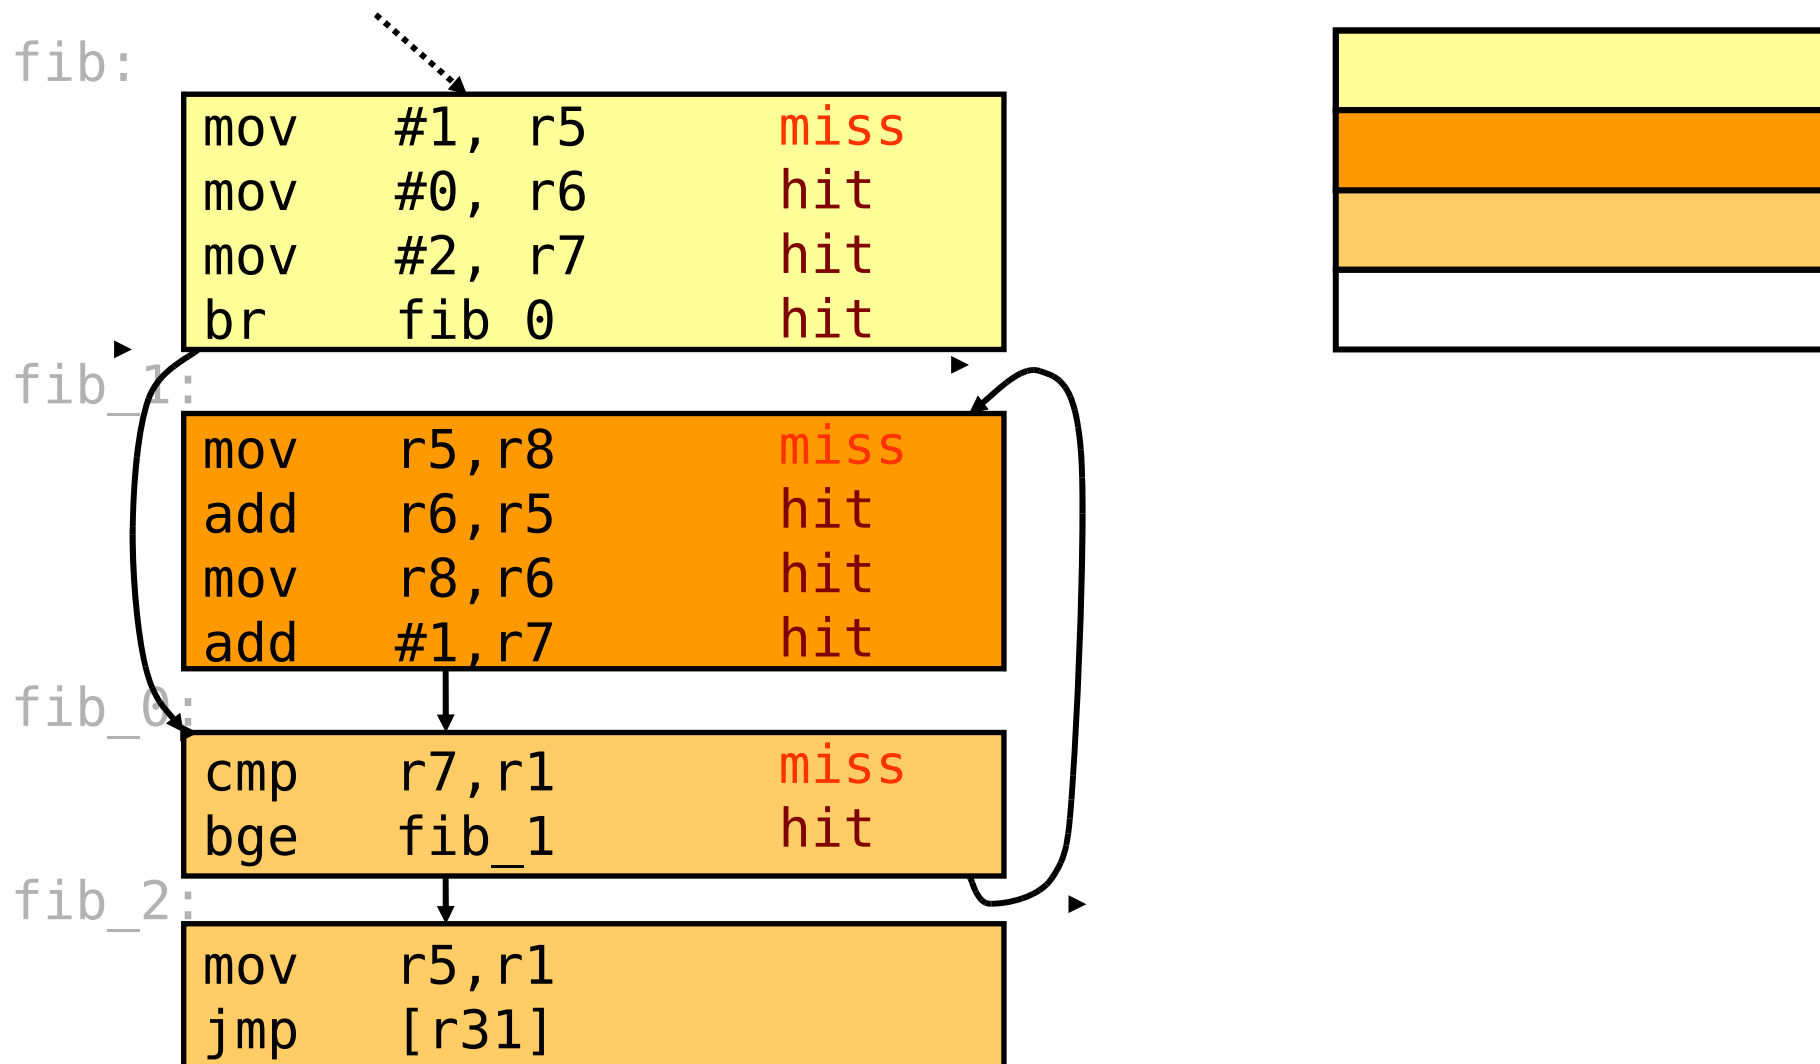 fib:
mov #1, r5 miss
mov #0, r6 hit
mov #2, r7 hit
br fib 0 hit
fib_1:
mov r5,r8 miss
add r6,r5 hit
mov r8,r6 hit
add #1,r7 hit
fib_0:
cmp r7,r1 miss
bge fib_1 hit
fib_2:
mov r5,r1
jmp [r31]